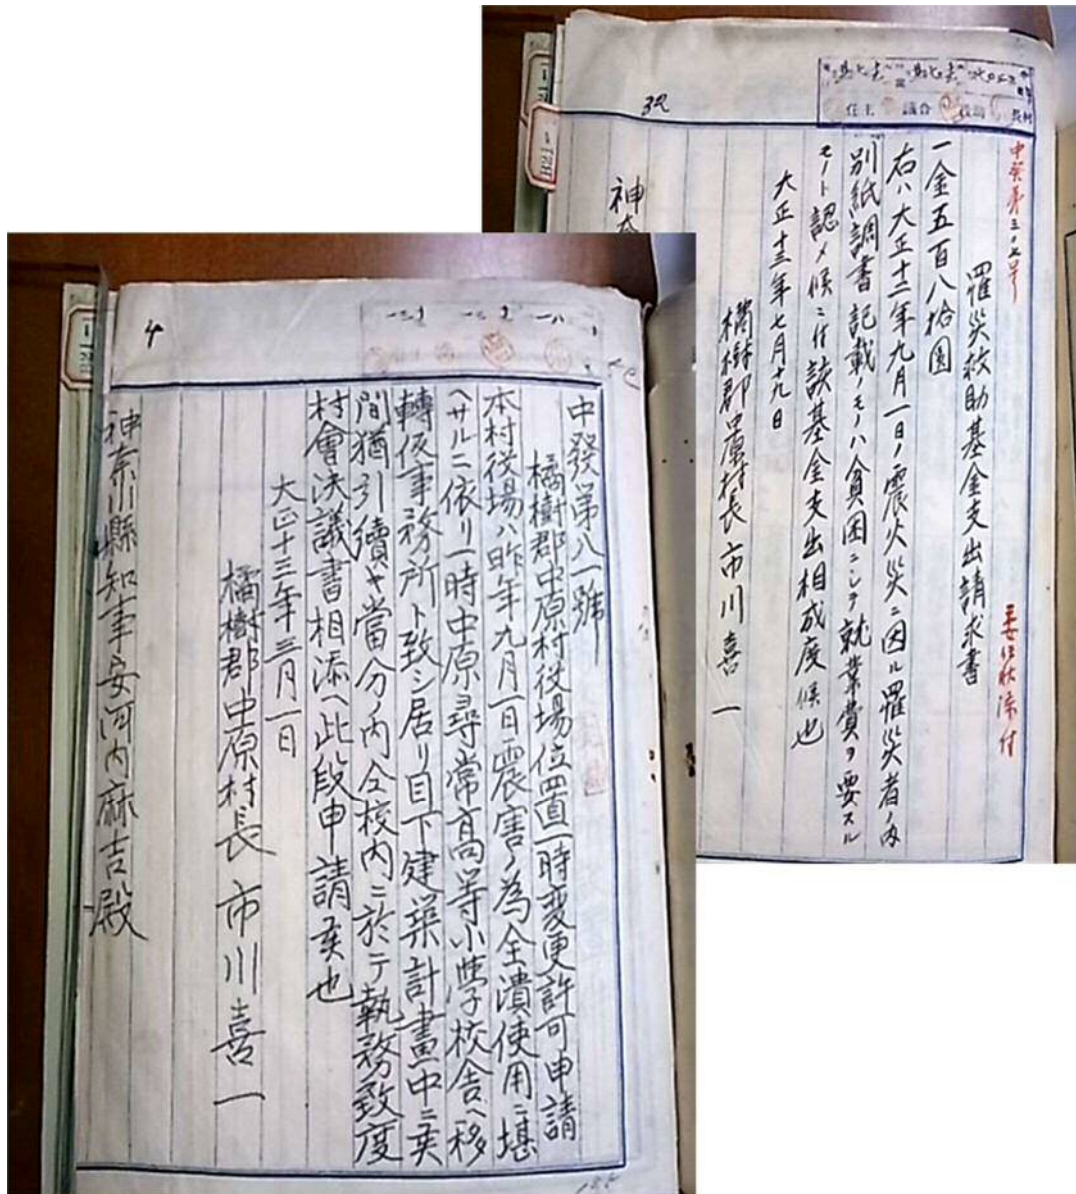 中發第八一號
橘樹郡中原村役場位置一時変更許可申請
本村役場ハ昨年九月一日震害ノ為全潰使用ニ堪
ヘサルニ依リ一時中原尋常高等小學校舎ヘ移
轉仮事務所ト致シ居リ目下建築計畫中ニ候
間猶引續キ當分ノ内仝校内ニ於テ執務致度
村會決議書相添ヘ此段申請候也
大正十三年三月一日
橘樹郡中原村長 市川喜一
神奈川縣知事安河内麻吉殿
罹災救助基金支出請求書
一金五百八拾圓
右ハ大正十二年九月一日ノ震火災ニ因ル罹災者ノ内
別紙調書記載ノモノハ貧困ニシテ就業費ヲ要スル
モノト認メ候ニ付該基金支出相成度候也
大正十三年七月十九日
橘樹郡中原村長 市川喜一
神奈